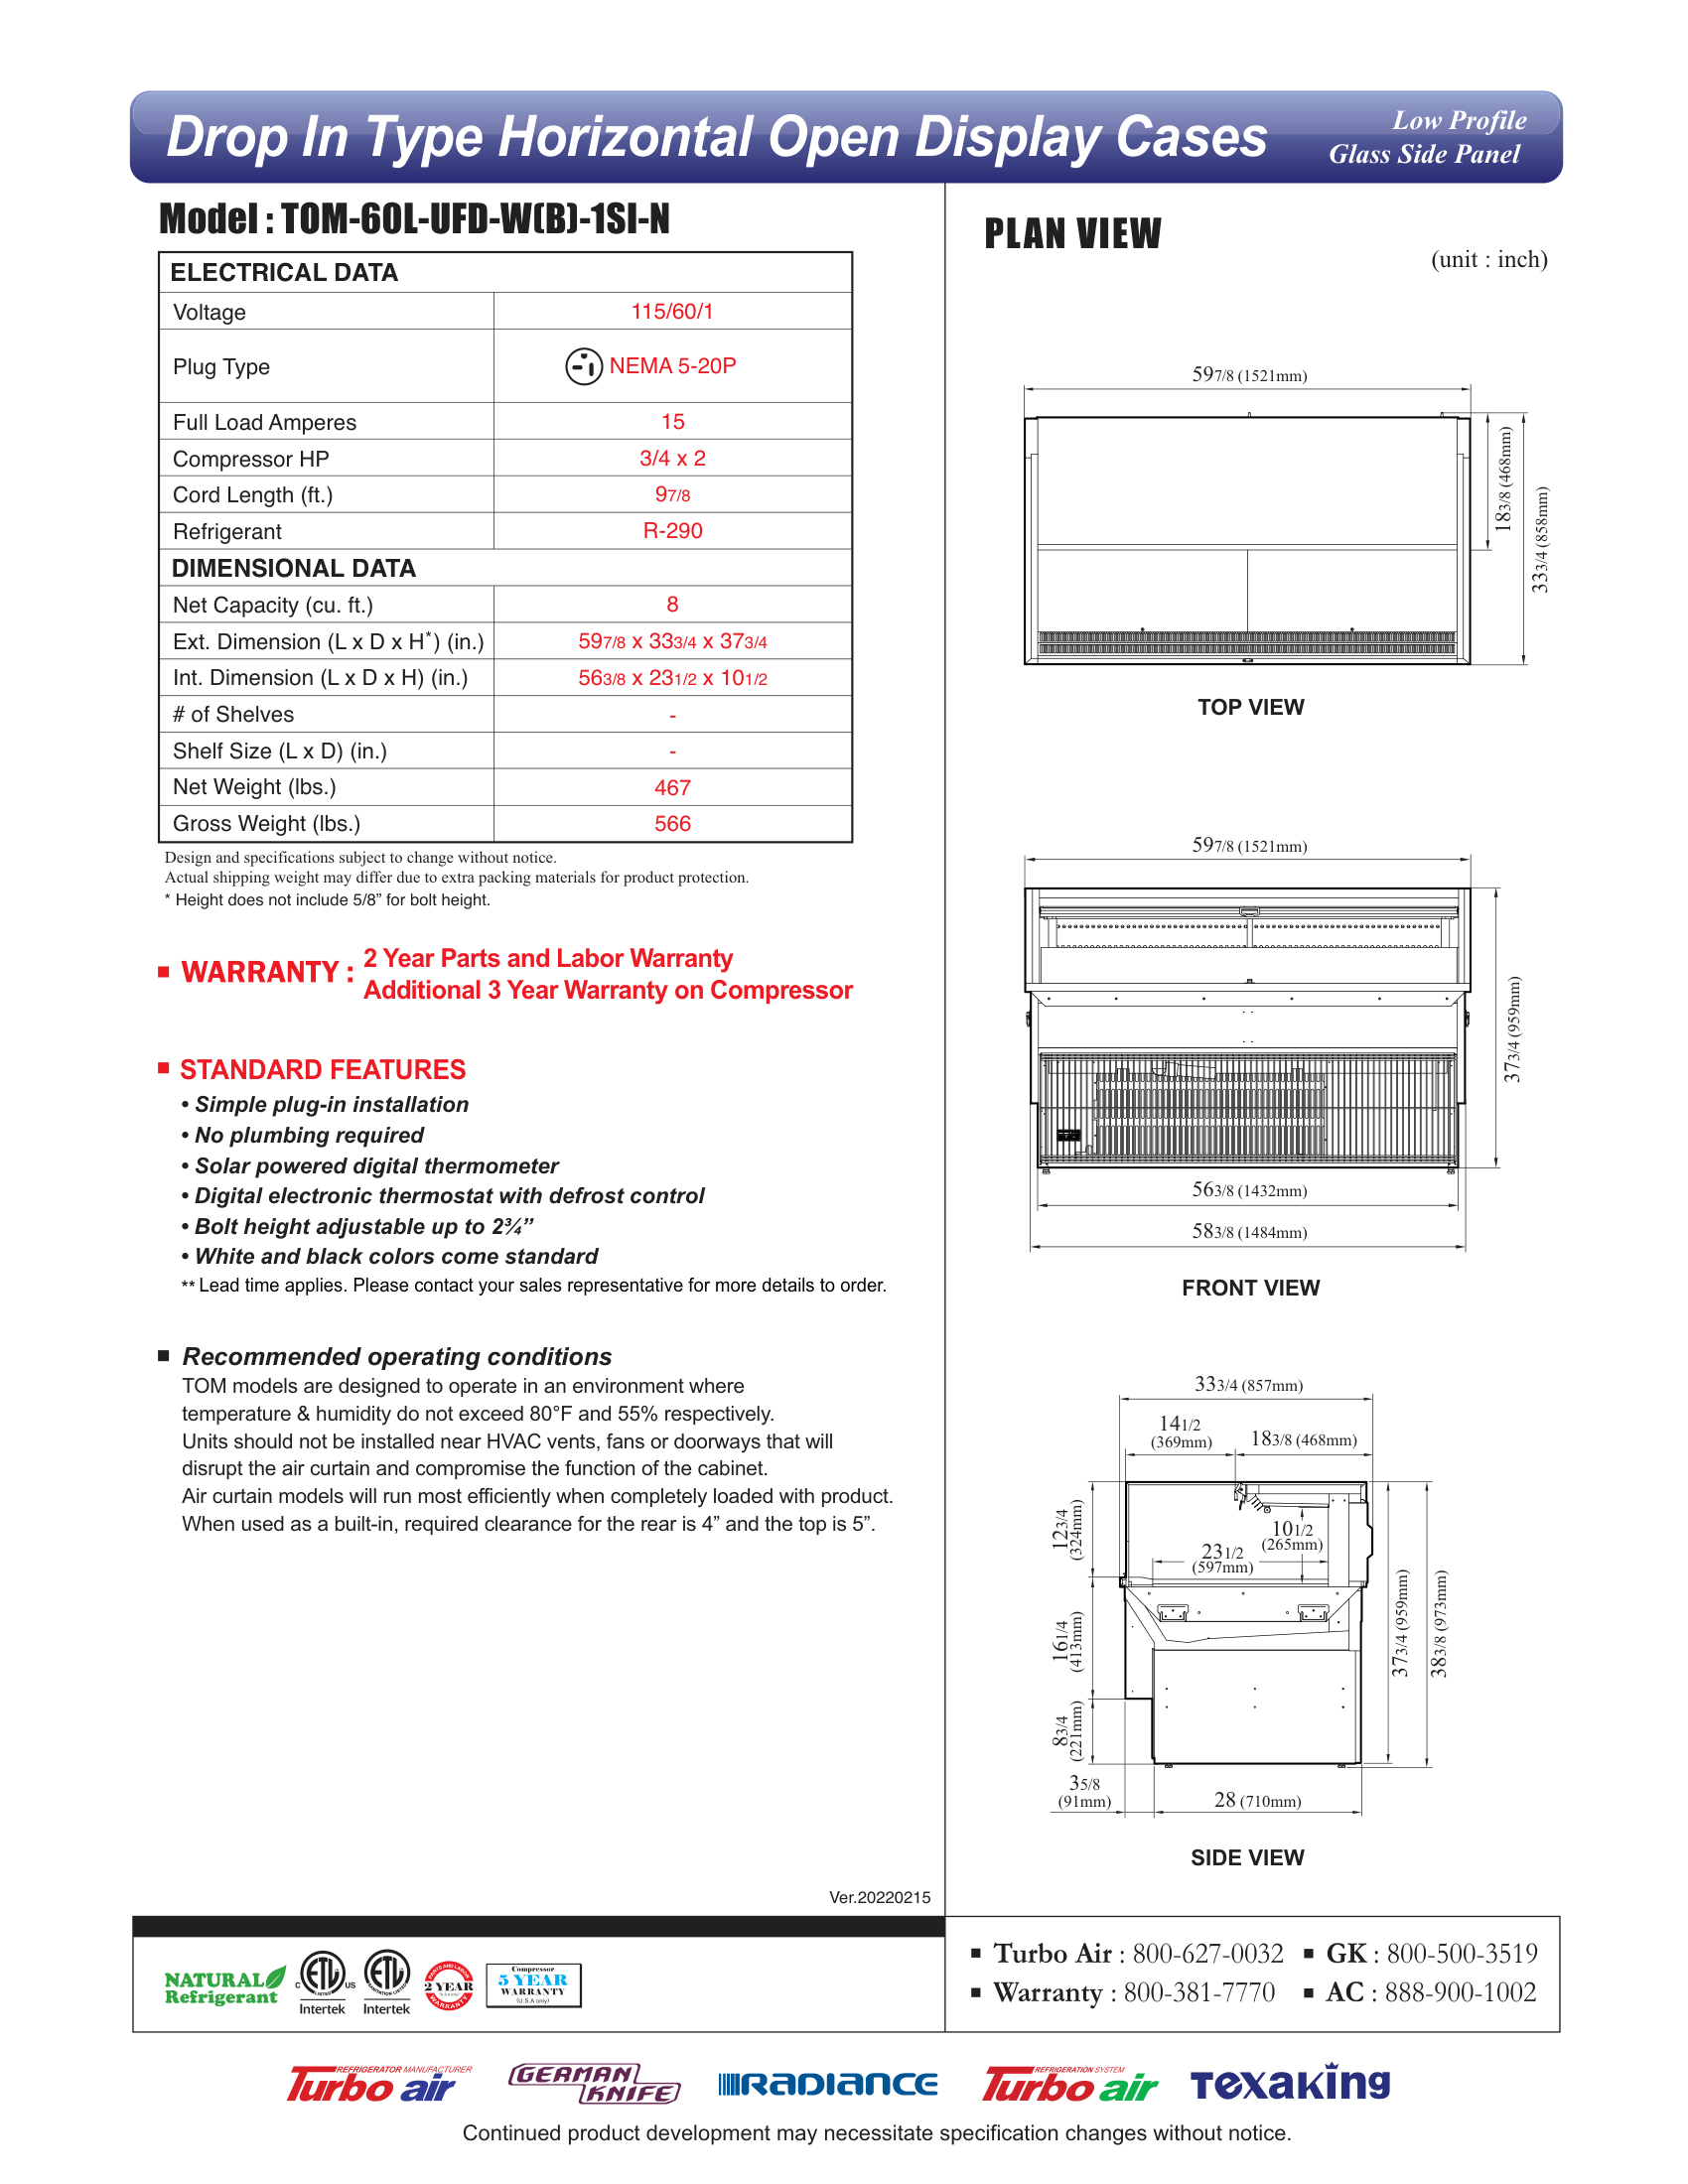 Drop In Type Horizontal Open Display Cases
Low Profile
Glass Side Panel
Model : TOM-60L-UFD-W(B)-1SI-N
ELECTRICAL DATA
Voltage 115/60/1
Plug Type NEMA 5-20P
Full Load Amperes 15
Compressor HP 3/4 x 2
Cord Length (ft.) 97/8
Refrigerant R-290
DIMENSIONAL DATA
Net Capacity (cu. ft.) 8
Ext. Dimension (L x D x H*) (in.) 597/8 x 333/4 x 373/4
Int. Dimension (L x D x H) (in.) 563/8 x 231/2 x 101/2
# of Shelves -
Shelf Size (L x D) (in.) -
Net Weight (lbs.) 467
Gross Weight (lbs.) 566
Design and specifications subject to change without notice.
Actual shipping weight may differ due to extra packing materials for product protection.
* Height does not include 5/8” for bolt height.
WARRANTY : 2 Year Parts and Labor Warranty
Additional 3 Year Warranty on Compressor
STANDARD FEATURES
• Simple plug-in installation
• No plumbing required
• Solar powered digital thermometer
• Digital electronic thermostat with defrost control
• Bolt height adjustable up to 2¾”
• White and black colors come standard
** Lead time applies. Please contact your sales representative for more details to order.
Recommended operating conditions
TOM models are designed to operate in an environment where
temperature & humidity do not exceed 80°F and 55% respectively.
Units should not be installed near HVAC vents, fans or doorways that will
disrupt the air curtain and compromise the function of the cabinet.
Air curtain models will run most efficiently when completely loaded with product.
When used as a built-in, required clearance for the rear is 4” and the top is 5”.
Ver.20220215
PLAN VIEW
(unit : inch)
597/8 (1521mm)
183/8 (468mm)
333/4 (858mm)
TOP VIEW
597/8 (1521mm)
373/4 (959mm)
563/8 (1432mm)
583/8 (1484mm)
FRONT VIEW
333/4 (857mm)
141/2
(369mm)
183/8 (468mm)
123/4
(324mm)
101/2
(265mm)
231/2
(597mm)
161/4
(413mm)
373/4 (959mm)
383/8 (973mm)
83/4
(221mm)
35/8
(91mm)
28 (710mm)
SIDE VIEW
NATURAL
Refrigerant
C ETL US
LISTED
Intertek
ETL
SANITATION LISTED
Intertek
PARTS AND LABOR
2 YEAR
WARRANTY
Compressor
5 YEAR
WARRANTY
(U.S.A only)
Turbo Air : 800-627-0032 GK : 800-500-3519
Warranty : 800-381-7770 AC : 888-900-1002
REFRIGERATOR MANUFACTURER
Turbo air
GERMAN
KNIFE
RADIANCE
REFRIGERATION SYSTEM
Turbo air
TEXAKING
Continued product development may necessitate specification changes without notice.